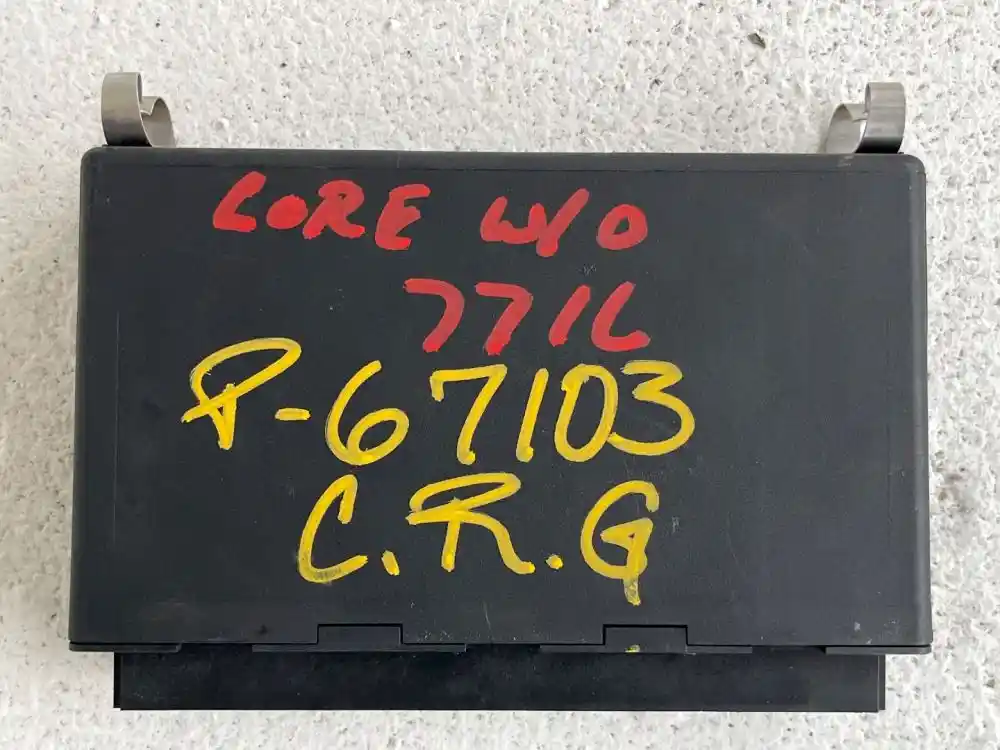 CORE W/O
771L
P-67103
C.R.G